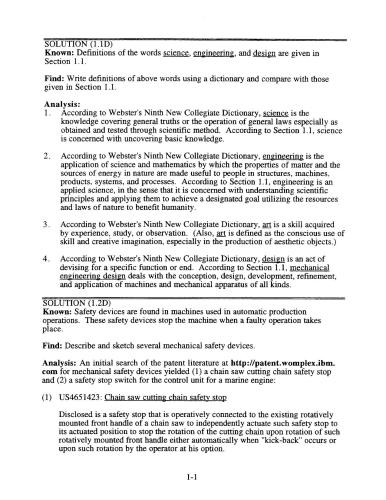 SOLUTION (1.1D)
Known: Definitions of the words science, engineering, and design are given in
Section 1.1.
Find: Write definitions of above words using a dictionary and compare with those
given in Section 1.1.
Analysis:
1. According to Webster's Ninth New Collegiate Dictionary, science is the
knowledge covering general truths or the operation of general laws especially as
obtained and tested through scientific method. According to Section 1.1, science
is concerned with uncovering basic knowledge.
2. According to Webster's Ninth New Collegiate Dictionary, engineering is the
application of science and mathematics by which the properties of matter and the
sources of energy in nature are made useful to people in structures, machines,
products, systems, and processes. According to Section 1.1, engineering is an
applied science, in the sense that it is concerned with understanding scientific
principles and applying them to achieve a designated goal utilizing the resources
and laws of nature to benefit humanity.
3. According to Webster's Ninth New Collegiate Dictionary, art is a skill acquired
by experience, study, or observation. (Also, art is defined as the conscious use of
skill and creative imagination, especially in the production of aesthetic objects.)
4. According to Webster's Ninth New Collegiate Dictionary, design is an act of
devising for a specific function or end. According to Section 1.1, mechanical
engineering design deals with the conception, design, development, refinement,
and application of machines and mechanical apparatus of all kinds.
SOLUTION (1.2D)
Known: Safety devices are found in machines used in automatic production
operations. These safety devices stop the machine when a faulty operation takes
place.
Find: Describe and sketch several mechanical safety devices.
Analysis: An initial search of the patent literature at http://patent.womplex.ibm.
com for mechanical safety devices yielded (1) a chain saw cutting chain safety stop
and (2) a safety stop switch for the control unit for a marine engine:
(1) US4651423: Chain saw cutting chain safety stop
Disclosed is a safety stop that is operatively connected to the existing rotatively
mounted front handle of a chain saw to independently actuate such safety stop to
its actuated position to stop the rotation of the cutting chain upon rotation of such
rotatively mounted front handle either automatically when "kick-back" occurs or
upon such rotation by the operator at his option.
1-1